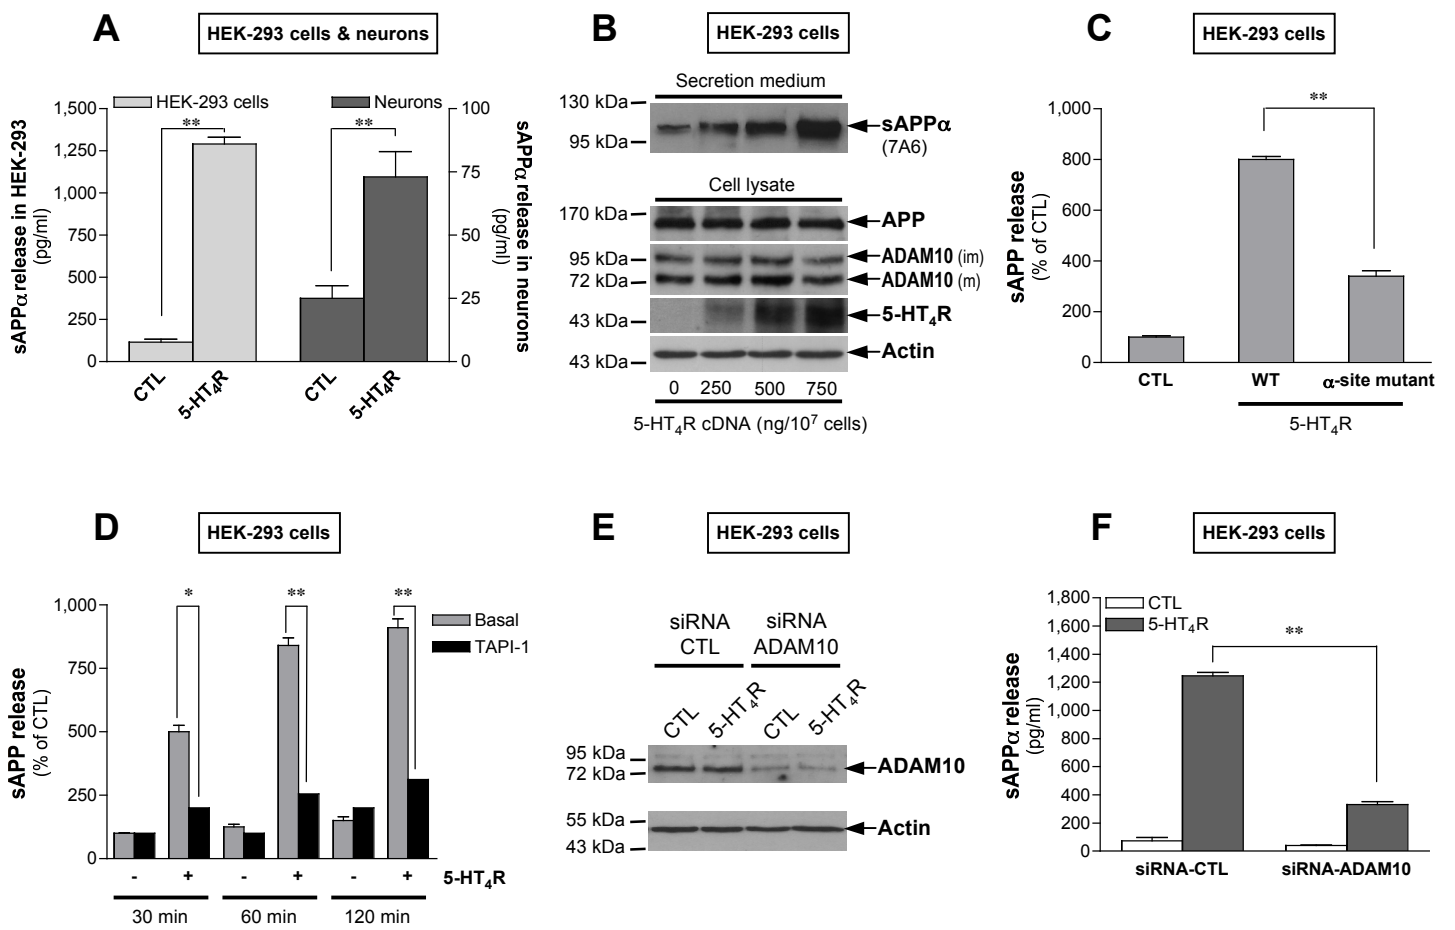 A
HEK-293 cells & neurons
HEK-293 cells
Neurons
sAPPα release in HEK-293
(pg/ml)
1,500
1,250
1,000
750
500
250
0
**
**
100
75
50
25
0
sAPPα release in neurons
(pg/ml)
CTL
5-HT4R
CTL
5-HT4R
B
HEK-293 cells
Secretion medium
130 kDa
95 kDa
sAPPα
(7A6)
Cell lysate
170 kDa
APP
95 kDa
ADAM10 (im)
72 kDa
ADAM10 (m)
43 kDa
5-HT4R
43 kDa
Actin
0 250 500 750
5-HT4R cDNA (ng/10⁷ cells)
C
HEK-293 cells
sAPP release
(% of CTL)
1,000
800
600
400
200
0
**
CTL WT α-site mutant
5-HT4R
D
HEK-293 cells
sAPP release
(% of CTL)
1,000
750
500
250
0
*
**
**
Basal
TAPI-1
- + - + - + 5-HT4R
30 min 60 min 120 min
E
HEK-293 cells
siRNA CTL
siRNA ADAM10
CTL
5-HT4R
CTL
5-HT4R
95 kDa
72 kDa
ADAM10
55 kDa
43 kDa
Actin
F
HEK-293 cells
sAPPα release
(pg/ml)
1,800
1,600
1,400
1,200
1,000
800
600
400
200
0
CTL
5-HT4R
**
siRNA-CTL siRNA-ADAM10